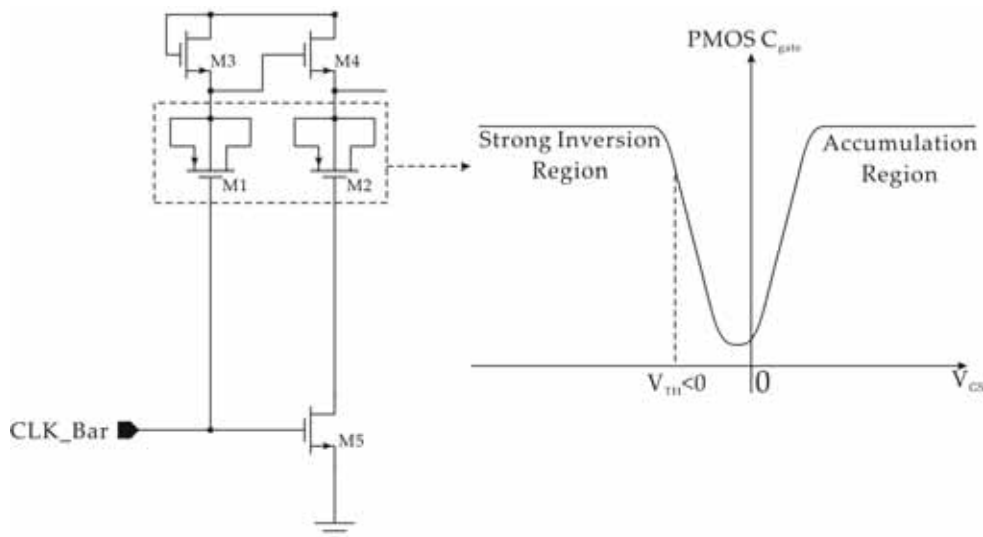 M3
M4
M1
M2
CLK_Bar
M5
PMOS C_gate
Strong Inversion
Region
Accumulation
Region
V_TH<0
0
V_GS